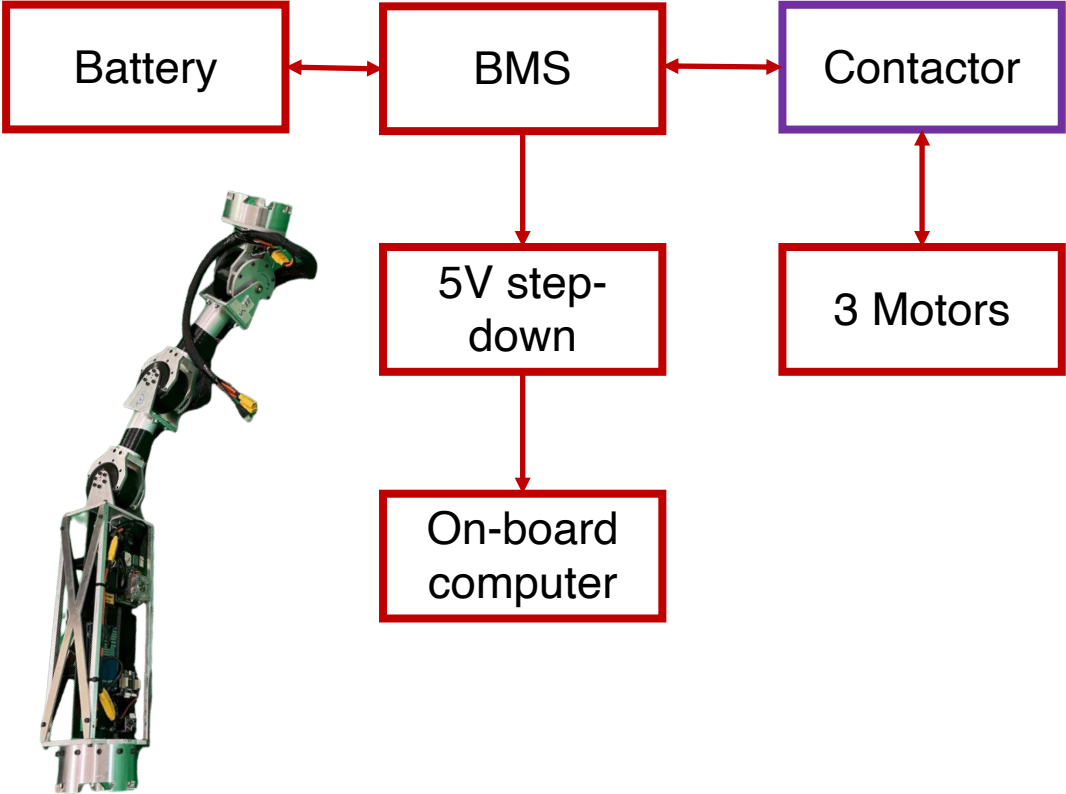 Battery
BMS
Contactor
5V step-
down
3 Motors
On-board
computer